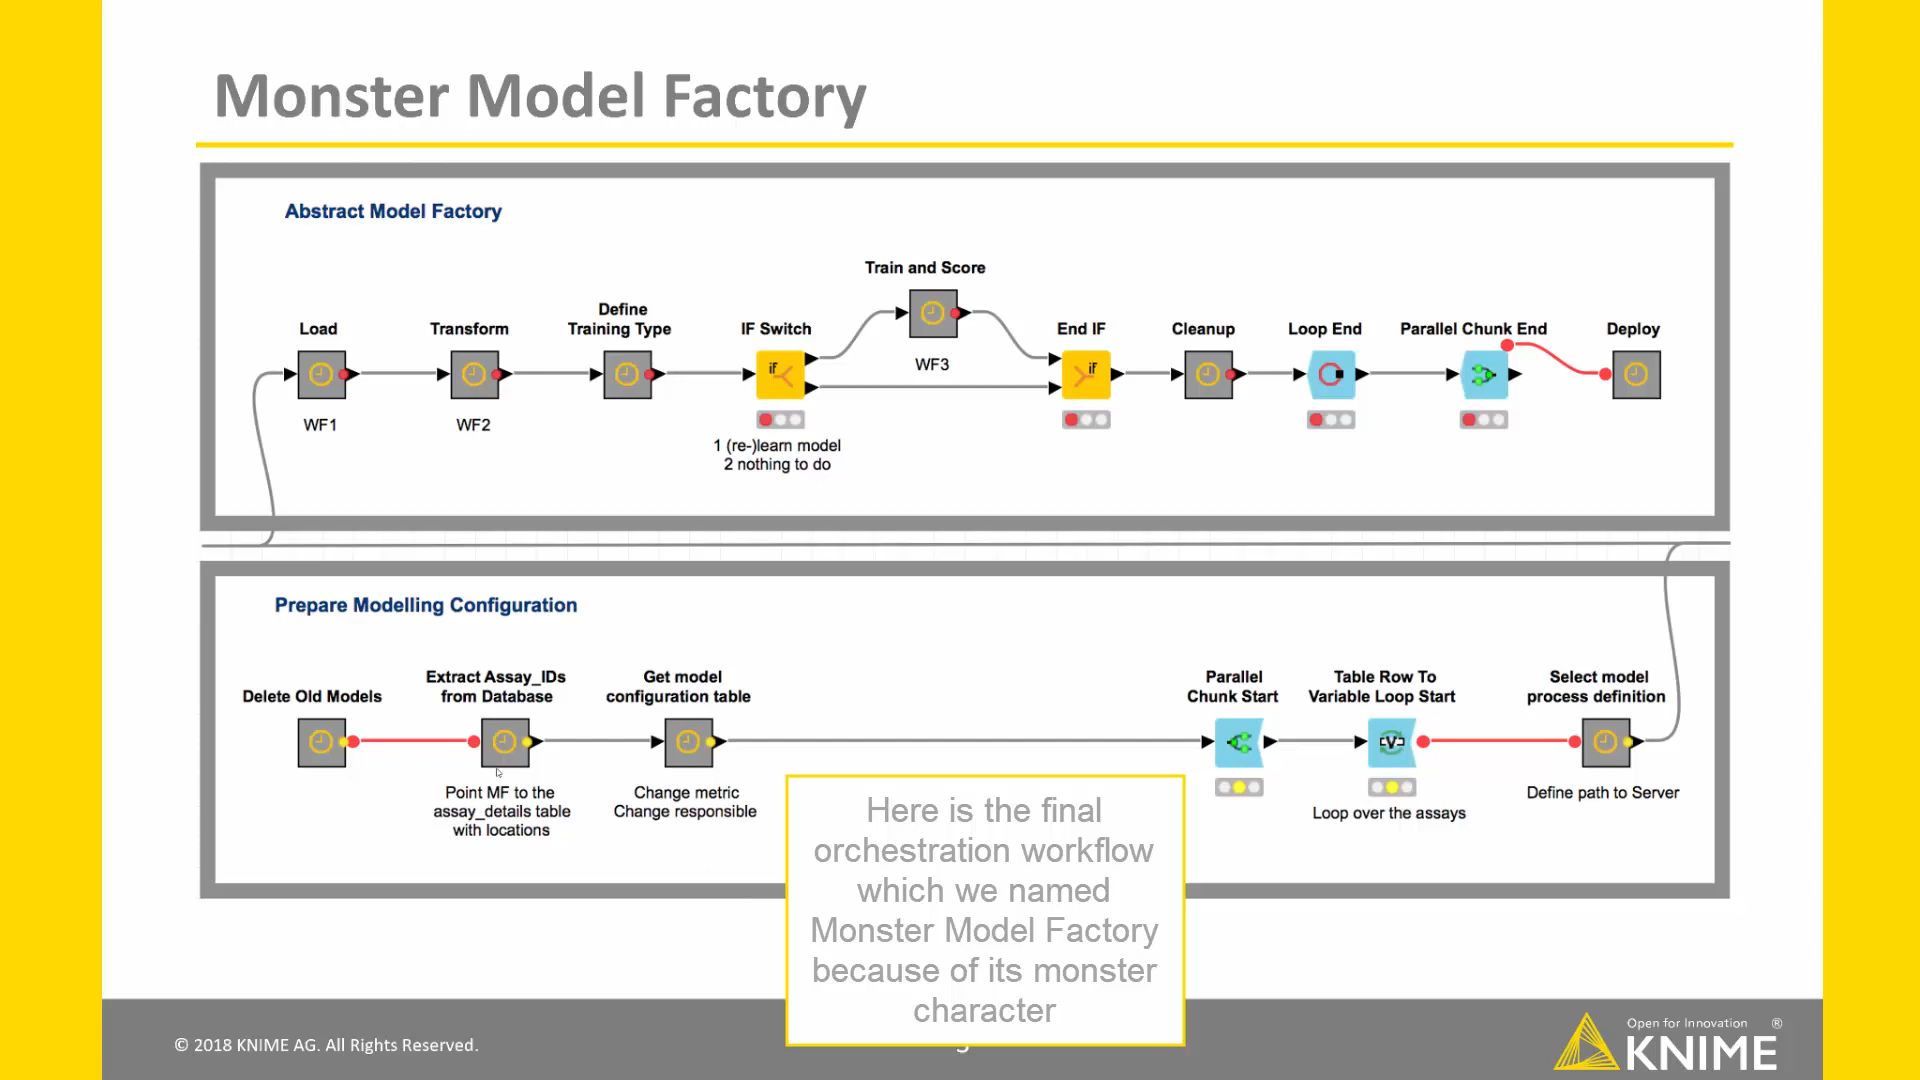 Monster Model Factory
Abstract Model Factory
Train and Score
Load
Transform
Define
Training Type
IF Switch
End IF
Cleanup
Loop End
Parallel Chunk End
Deploy
if
if
WF3
WF1
WF2
1 (re-)learn model
2 nothing to do
Prepare Modelling Configuration
Delete Old Models
Extract Assay_IDs
from Database
Get model
configuration table
Parallel
Chunk Start
Table Row To
Variable Loop Start
Select model
process definition
V
Point MF to the
assay_details table
with locations
Change metric
Change responsible
Loop over the assays
Define path to Server
Here is the final
orchestration workflow
which we named
Monster Model Factory
because of its monster
character
© 2018 KNIME AG. All Rights Reserved.
Open for Innovation ®
KNIME